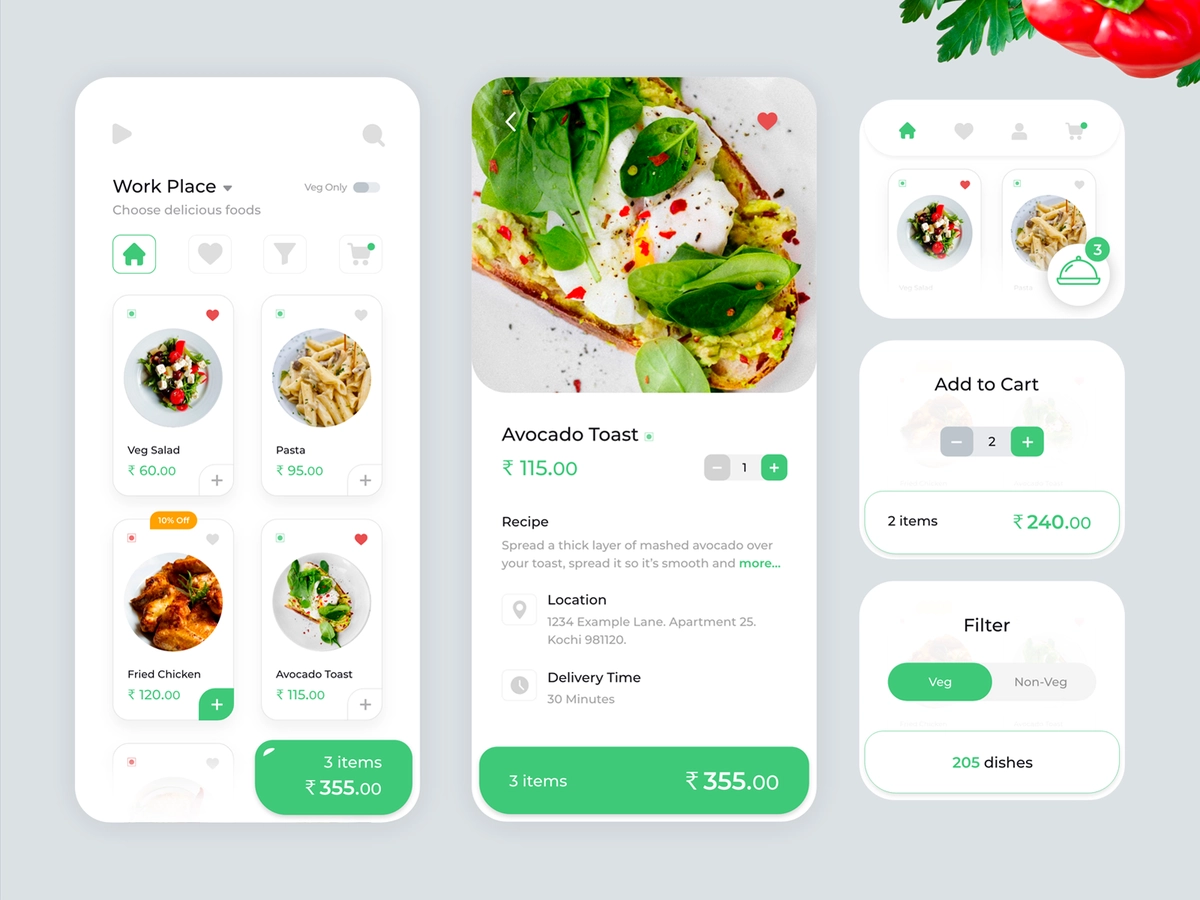 Work Place
Veg Only
Choose delicious foods
Veg Salad
₹ 60.00
Pasta
₹ 95.00
10% Off
Fried Chicken
₹ 120.00
Avocado Toast
₹ 115.00
3 items
₹ 355.00
Avocado Toast
₹ 115.00
1
Recipe
Spread a thick layer of mashed avocado over
your toast, spread it so it's smooth and more...
Location
1234 Example Lane. Apartment 25.
Kochi 981120.
Delivery Time
30 Minutes
3 items
₹ 355.00
Veg Salad
Pasta
3
Add to Cart
2
2 items
₹ 240.00
Filter
Veg
Non-Veg
205 dishes